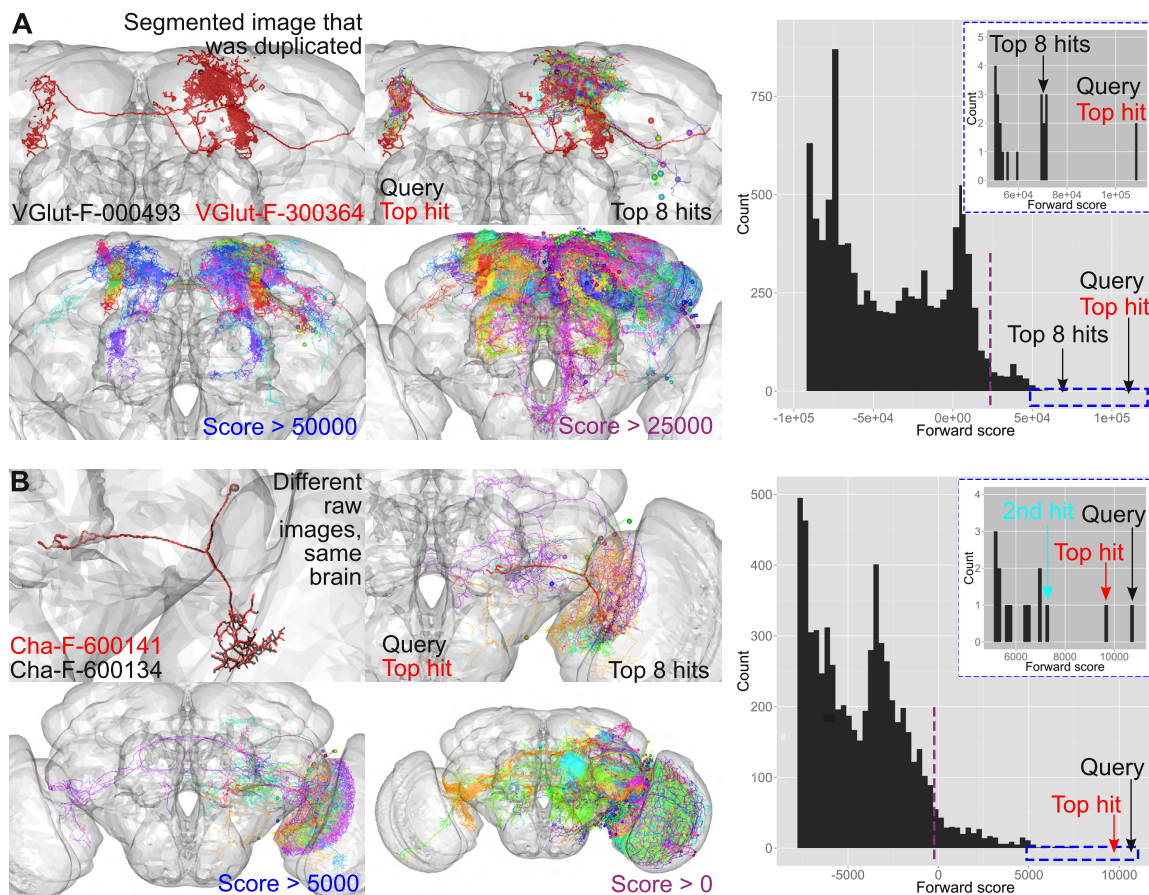 A
Segmented image that
was duplicated
VGlut-F-000493
VGlut-F-300364
Query
Top hit
Top 8 hits
Score > 50000
Score > 25000
Count
750
500
250
0
-1e+05
-5e+04
0e+00
5e+04
1e+05
Forward score
Top 8 hits
Query
Top hit
Count
5
4
3
2
1
0
6e+04
8e+04
1e+05
Forward score
Top 8 hits
Query
Top hit
B
Different
raw
images,
same
brain
Cha-F-600141
Cha-F-600134
Query
Top hit
Top 8 hits
Score > 5000
Score > 0
Count
500
400
300
200
100
0
-5000
0
5000
10000
Forward score
Query
Top hit
Count
4
3
2
1
0
6000
8000
10000
Forward score
2nd hit
Query
Top hit